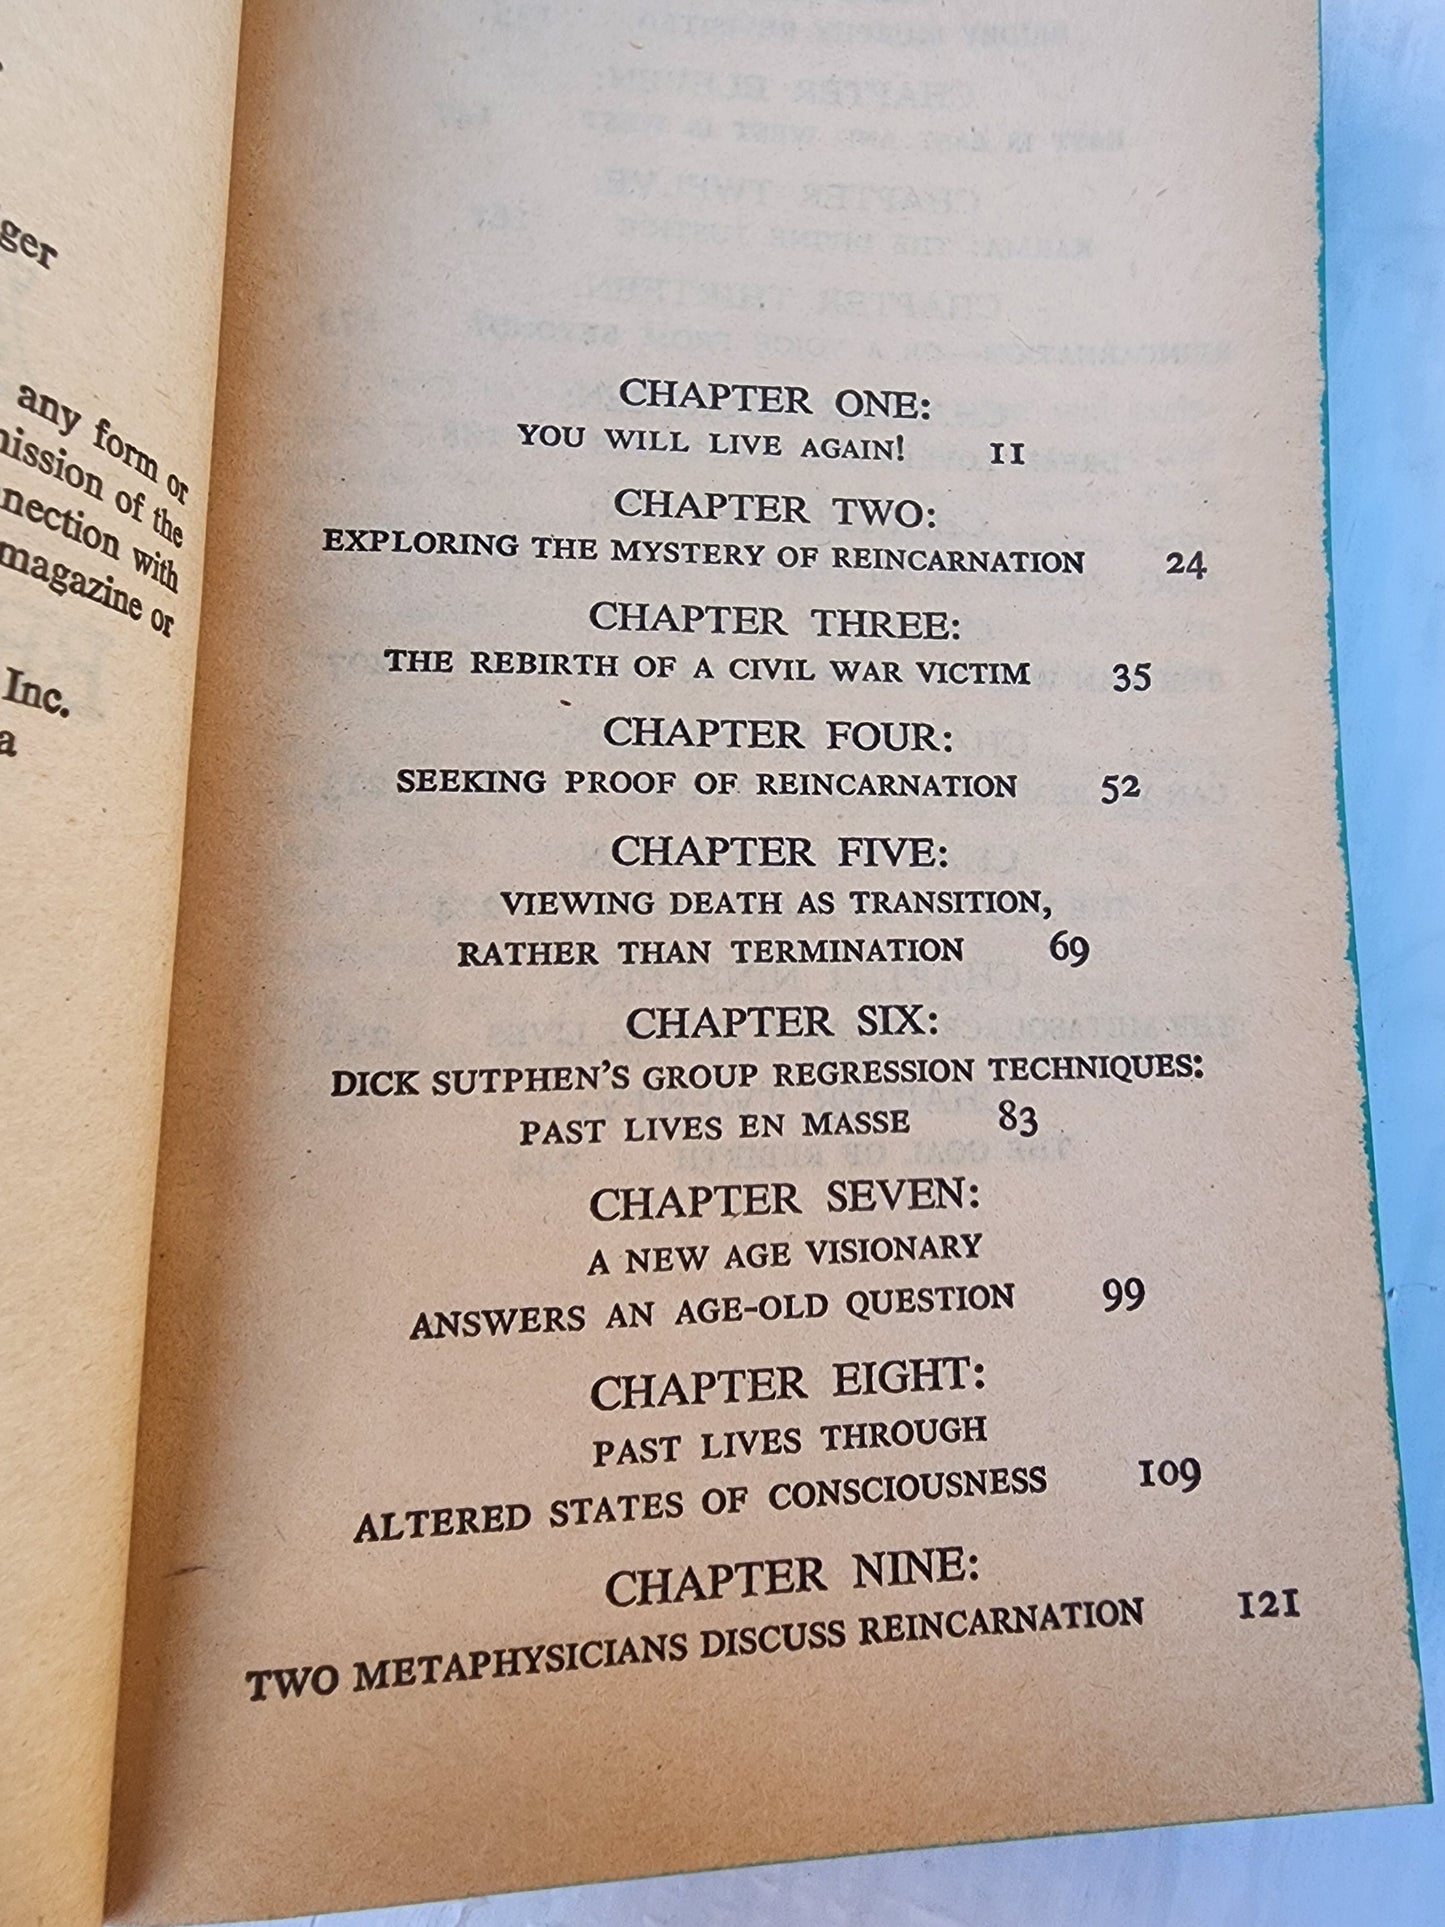 ger
any form or
mission of the
nnection with
magazine or
Inc.
a
CHAPTER ONE:
YOU WILL LIVE AGAIN! 11
CHAPTER TWO:
EXPLORING THE MYSTERY OF REINCARNATION 24
CHAPTER THREE:
THE REBIRTH OF A CIVIL WAR VICTIM 35
CHAPTER FOUR:
SEEKING PROOF OF REINCARNATION 52
CHAPTER FIVE:
VIEWING DEATH AS TRANSITION,
RATHER THAN TERMINATION 69
CHAPTER SIX:
DICK SUTPHEN'S GROUP REGRESSION TECHNIQUES:
PAST LIVES EN MASSE 83
CHAPTER SEVEN:
A NEW AGE VISIONARY
ANSWERS AN AGE-OLD QUESTION 99
CHAPTER EIGHT:
PAST LIVES THROUGH
ALTERED STATES OF CONSCIOUSNESS 109
CHAPTER NINE:
TWO METAPHYSICIANS DISCUSS REINCARNATION 121